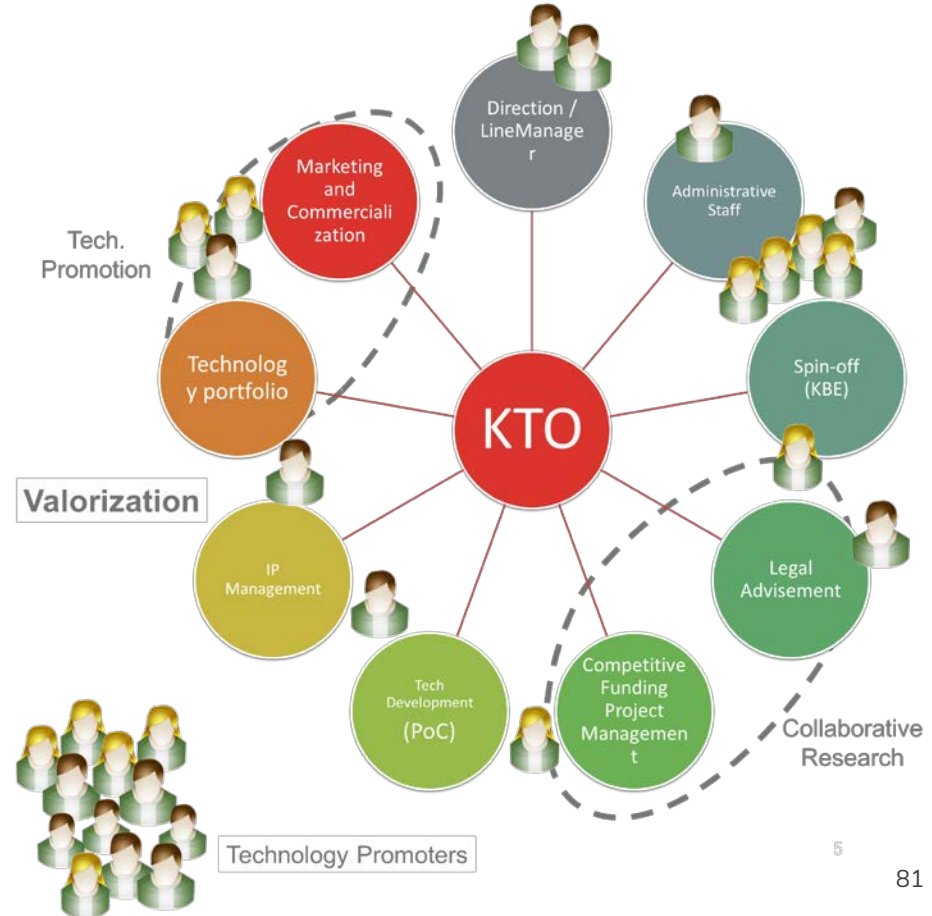 Direction /
LineManage
r
Marketing
and
Commerciali
zation
Administrative
Staff
Tech.
Promotion
Technolog
y portfolio
Spin-off
(KBE)
KTO
Valorization
IP
Management
Legal
Advisement
Tech
Development
(PoC)
Competitive
Funding
Project
Managemen
t
Collaborative
Research
Technology Promoters
5
81